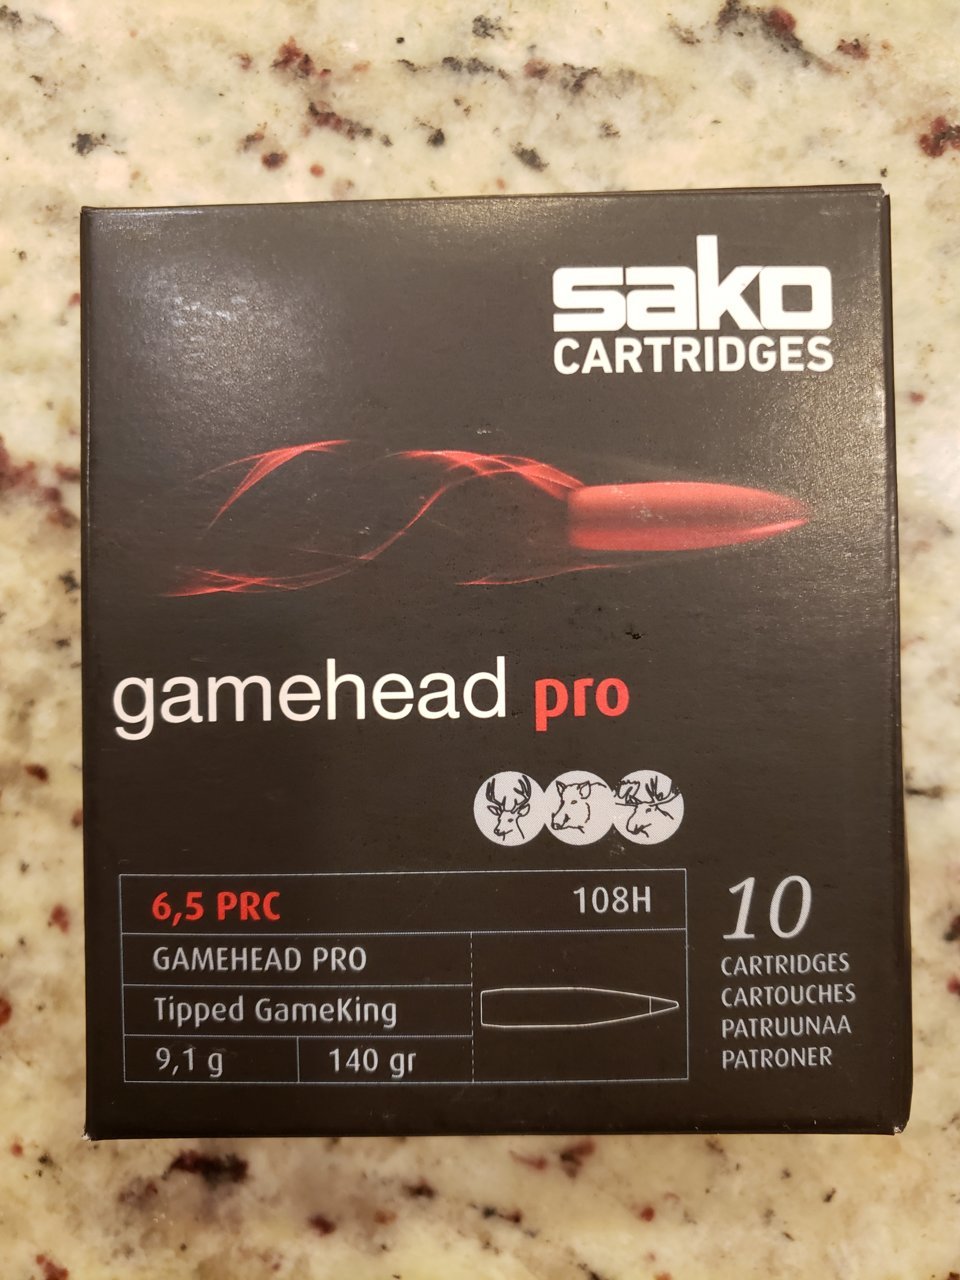 sako
CARTRIDGES
gamehead pro
6,5 PRC 108H
GAMEHEAD PRO
Tipped GameKing
9,1 g 140 gr
10
CARTRIDGES
CARTOUCHES
PATRUUNAA
PATRONER